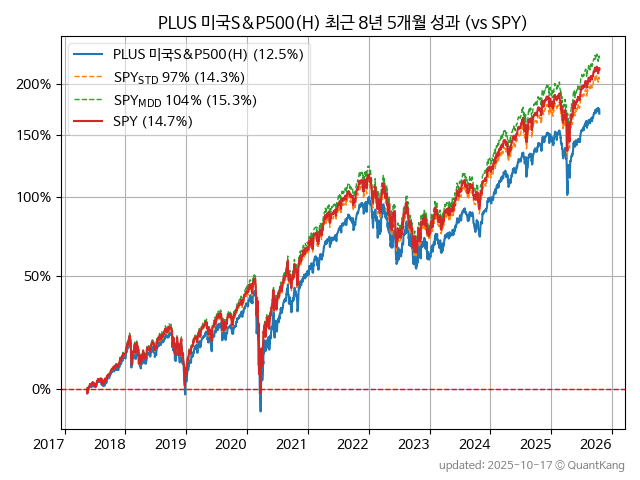 PLUS 미국S&P500(H) 최근 8년 5개월 성과 (vs SPY)
PLUS 미국S&P500(H) (12.5%)
SPY_STD 97% (14.3%)
SPY_MDD 104% (15.3%)
SPY (14.7%)
200%
150%
100%
50%
0%
2017 2018 2019 2020 2021 2022 2023 2024 2025 2026
updated: 2025-10-17 © QuantKang